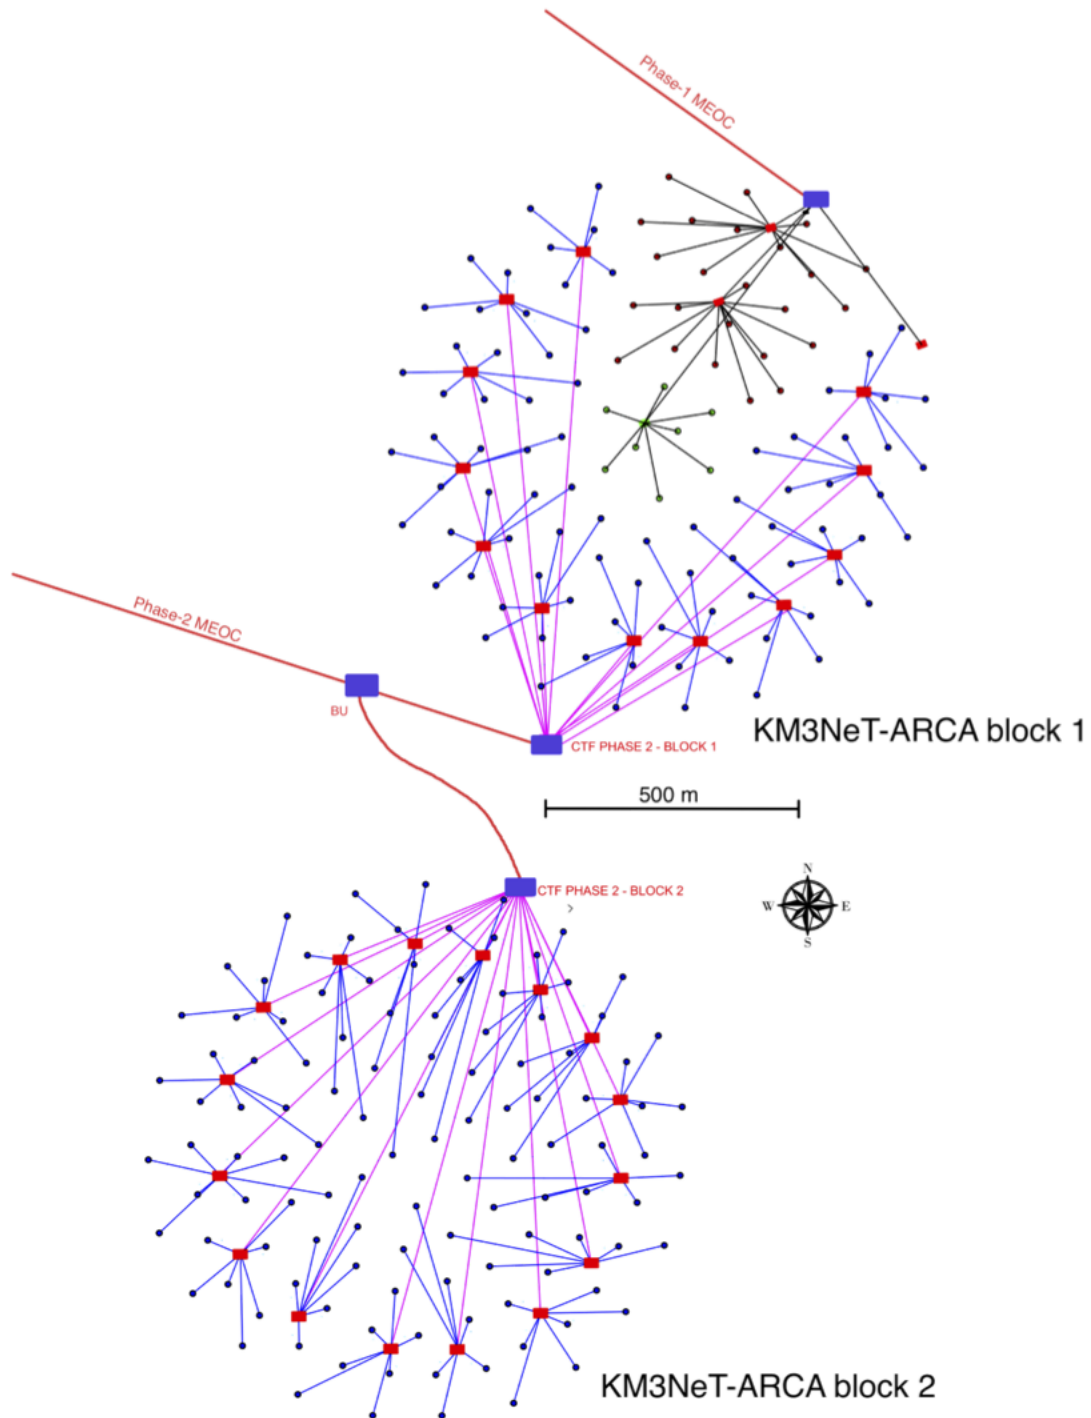 Phase-1 MEOC
Phase-2 MEOC
BU
CTF PHASE 2 - BLOCK 1
KM3NeT-ARCA block 1
500 m
CTF PHASE 2 - BLOCK 2
>
N
W E
S
KM3NeT-ARCA block 2